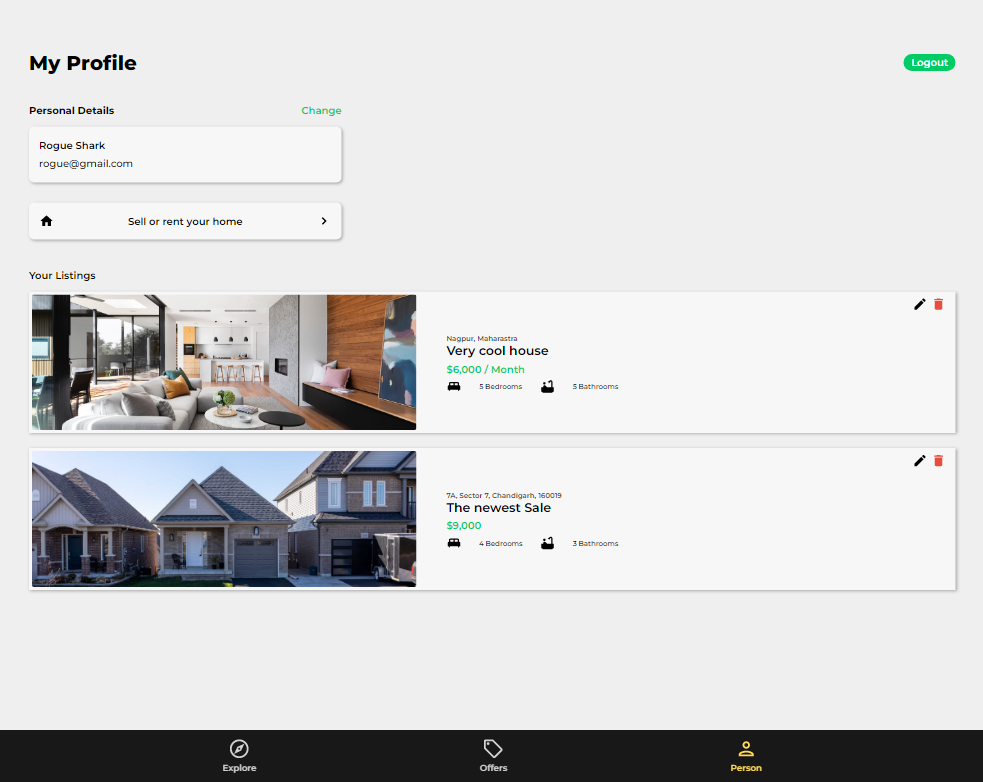 My Profile
Logout
Personal Details
Change
Rogue Shark
rogue@gmail.com
Sell or rent your home
Your Listings
Nagpur, Maharastra
Very cool house
$6,000 / Month
5 Bedrooms
5 Bathrooms
7A, Sector 7, Chandigarh, 160019
The newest Sale
$9,000
4 Bedrooms
3 Bathrooms
Explore
Offers
Person